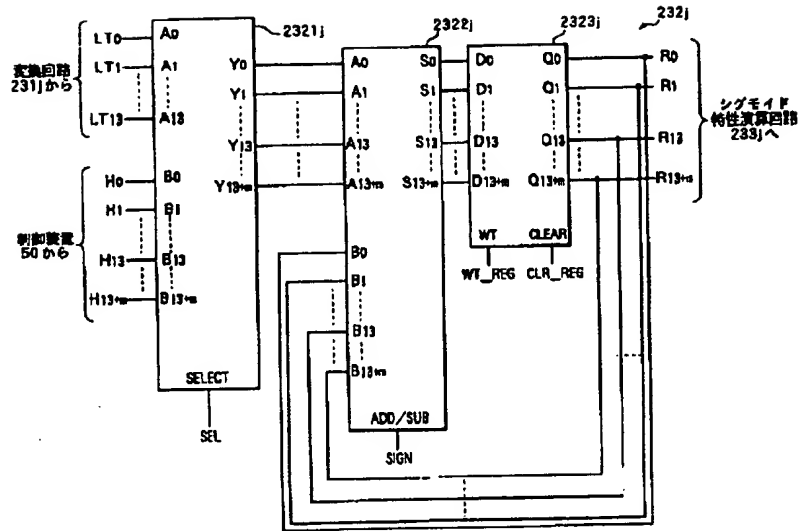 2321j
2322j
2323j
232j
変換回路
231jから
LT0
LT1
LT13
A0
A1
A13
Y0
Y1
Y13
Y13+m
制御装置
50から
H0
H1
H13
H13+m
B0
B1
B13
B13+m
SELECT
SEL
A0
A1
A13
A13+m
B0
B1
B13
B13+m
S0
S1
S13
S13+m
ADD/SUB
SIGN
D0
D1
D13
D13+m
Q0
Q1
Q13
Q13+m
WT
CLEAR
WT_REG
CLR_REG
R0
R1
R13
R13+m
シグモイド
特性演算回路
233jへ